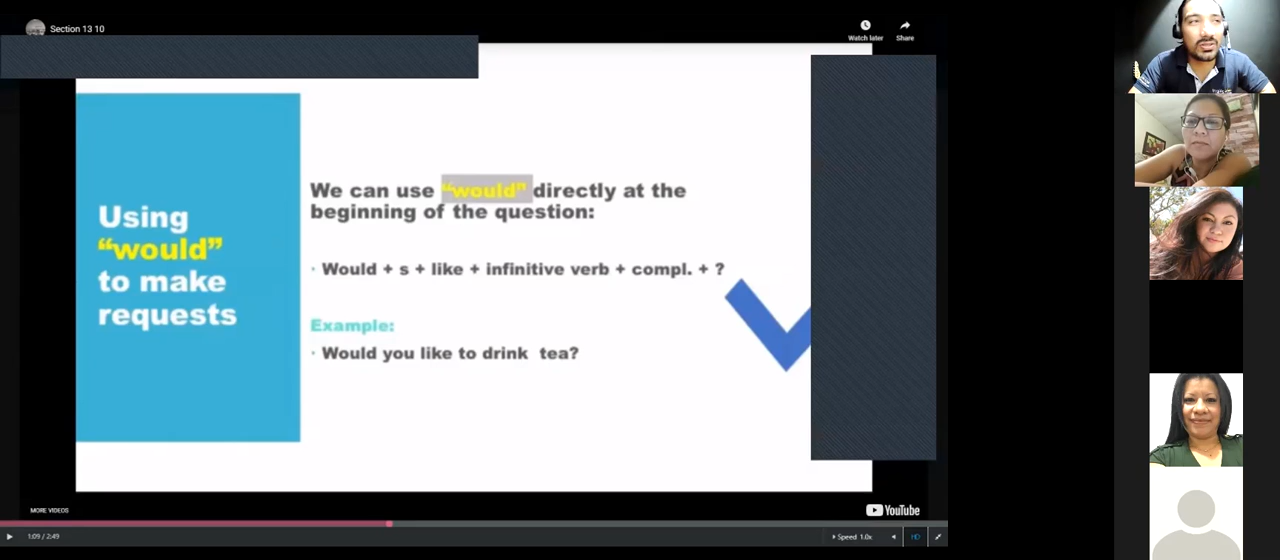 Section 13 10
Watch later
Share
Using
“would”
to make
requests
We can use “would” directly at the
beginning of the question:
· Would + s + like + infinitive verb + compl. + ?
Example:
· Would you like to drink tea?
MORE VIDEOS
YouTube
1:09 / 2:49
Speed 1.0x
HD